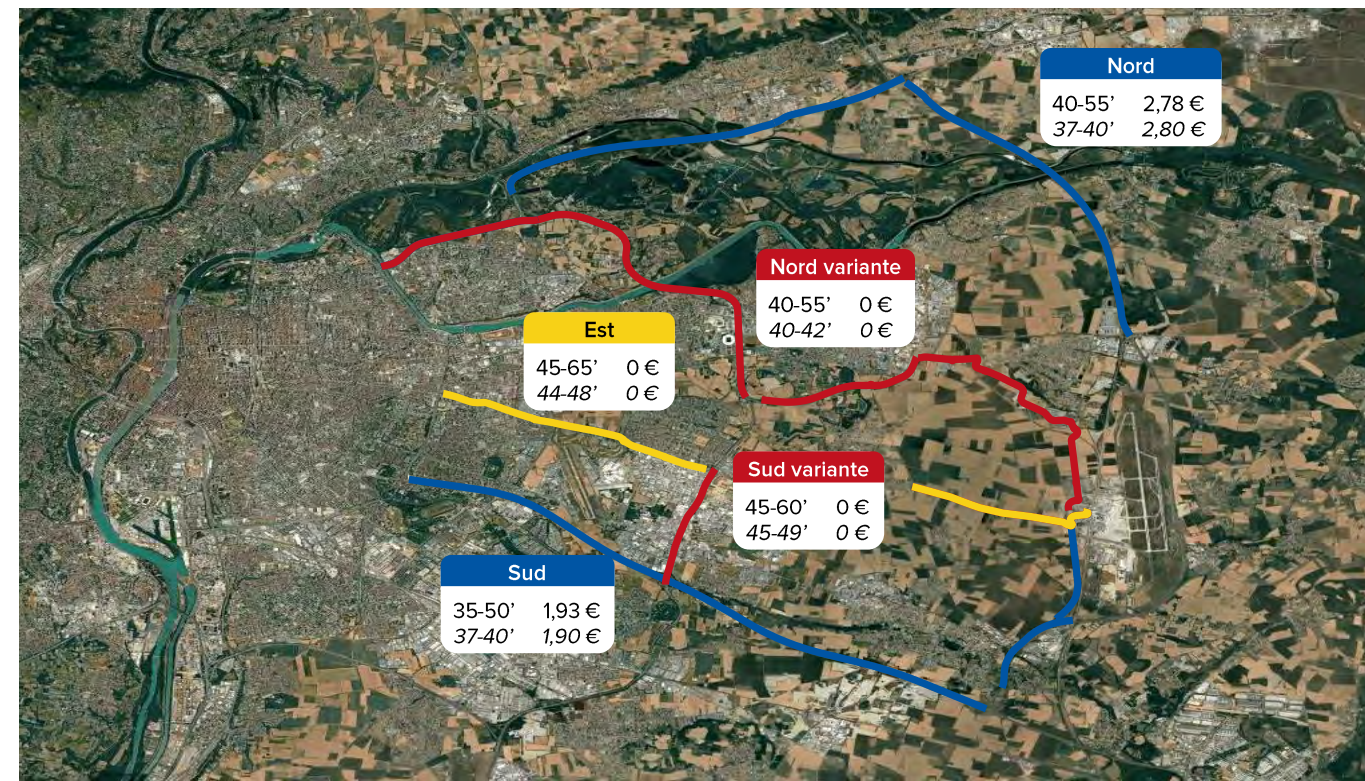 Nord
40-55’ 2,78 €
37-40’ 2,80 €
Nord variante
40-55’ 0 €
40-42’ 0 €
Est
45-65’ 0 €
44-48’ 0 €
Sud variante
45-60’ 0 €
45-49’ 0 €
Sud
35-50’ 1,93 €
37-40’ 1,90 €